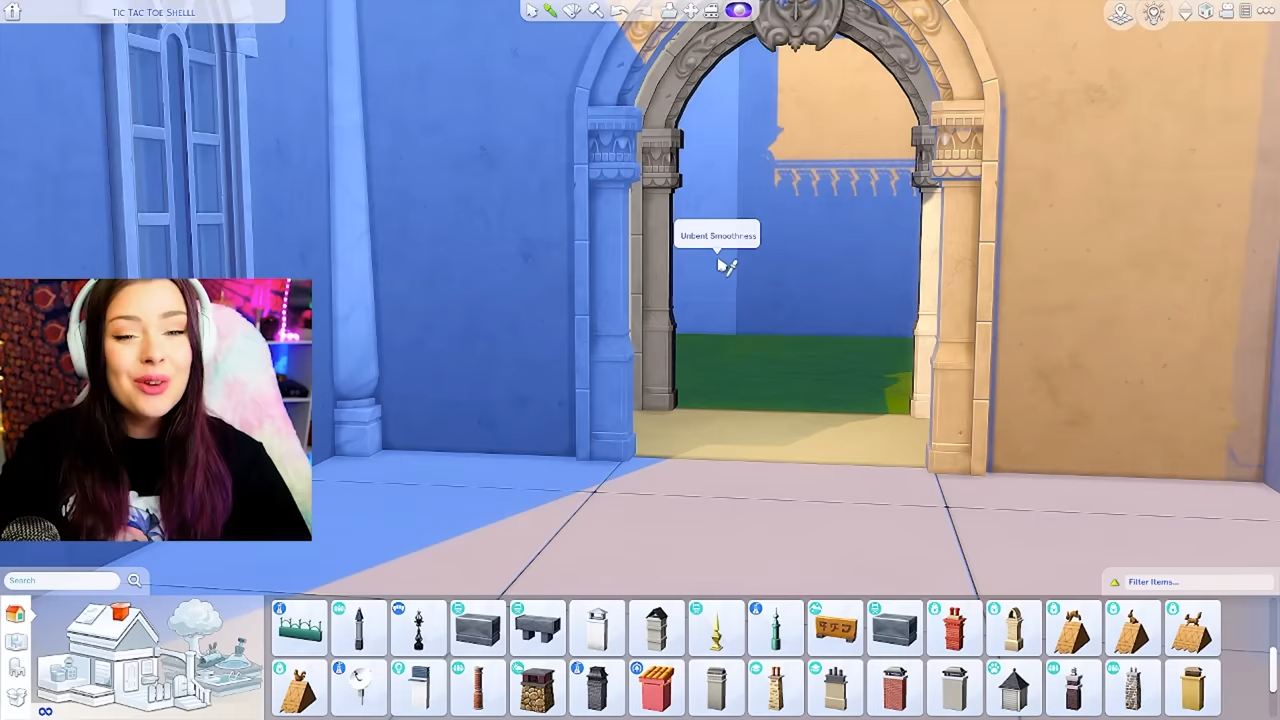 Tic Tac Toe Shelll
Unbent Smoothness
Search
Filter Items...